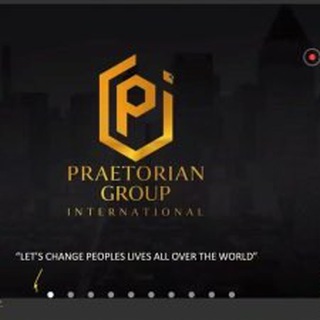 PRAETORIAN
GROUP
INTERNATIONAL
"LET'S CHANGE PEOPLES LIVES ALL OVER THE WORLD"